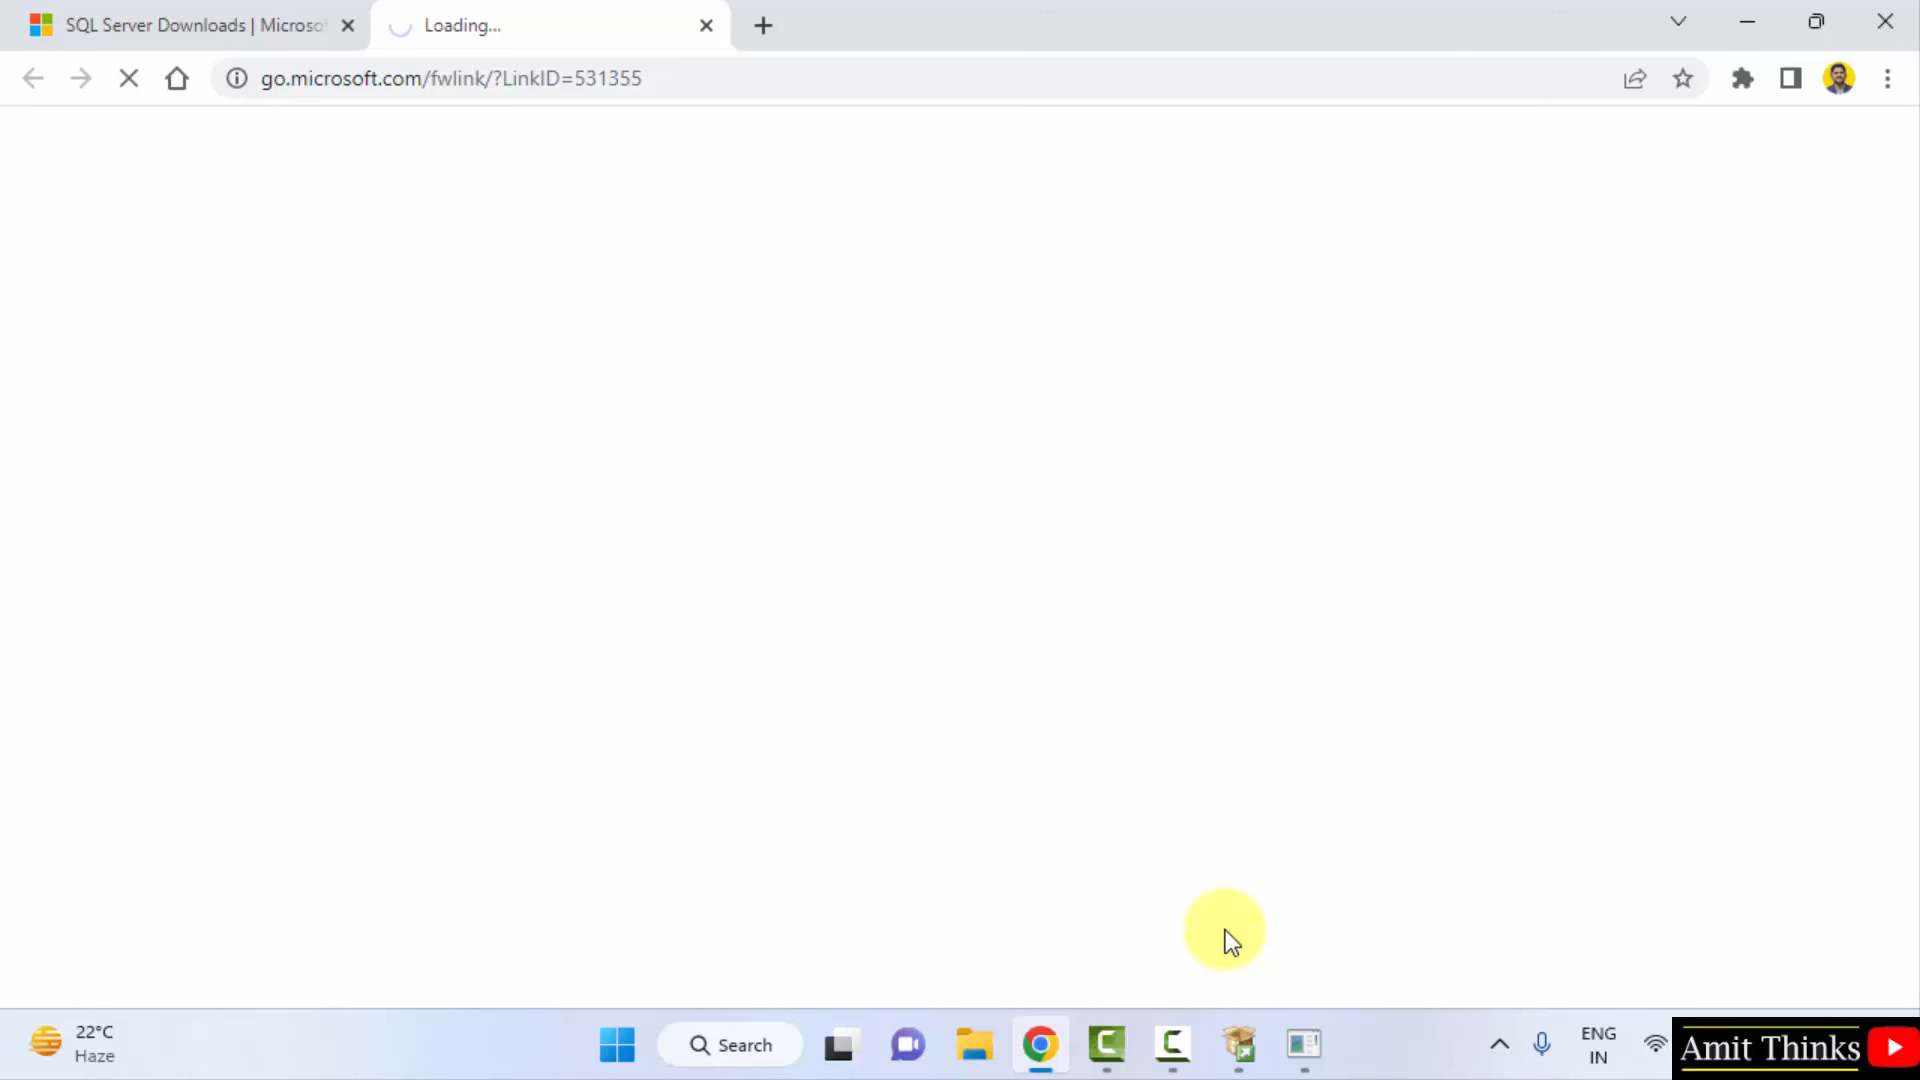 SQL Server Downloads | Microso
Loading...
go.microsoft.com/fwlink/?LinkID=531355
22°C
Haze
Search
ENG
IN
Amit Thinks